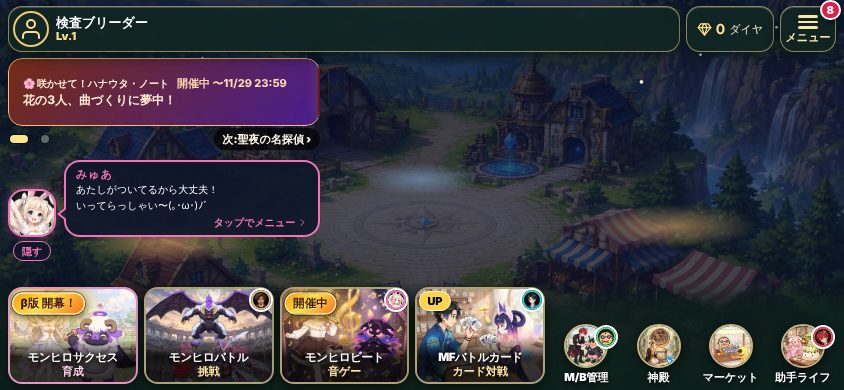 検査ブリーダー
Lv.1
0 ダイヤ
8
メニュー
🌸咲かせて！ハナウタ・ノート 開催中 〜11/29 23:59
花の3人、曲づくりに夢中！
次:聖夜の名探偵›
みゅあ
あたしがついてるから大丈夫！
いってらっしゃい〜(｡･ω･)ﾉﾞ
タップでメニュー ›
隠す
β版 開幕！
モンヒロサクセス
育成
モンヒロバトル
挑戦
開催中
モンヒロビート
音ゲー
UP
MFバトルカード
カード対戦
M/B管理
神殿
マーケット
助手ライフ